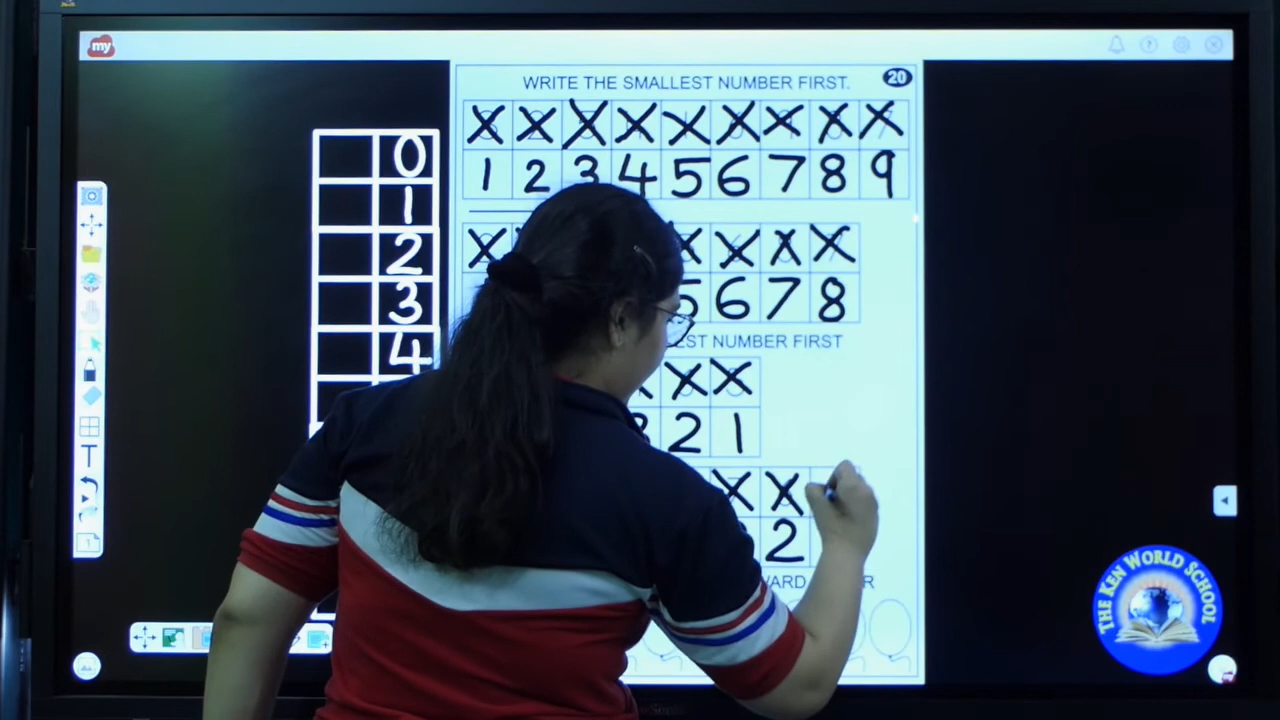 my
WRITE THE SMALLEST NUMBER FIRST. 20
1 2 3 4 5 6 7 8 9
0
1
2
3
4
5 6 7 8
NUMBER FIRST
2 1
2
T
THE KEN WORLD SCHOOL